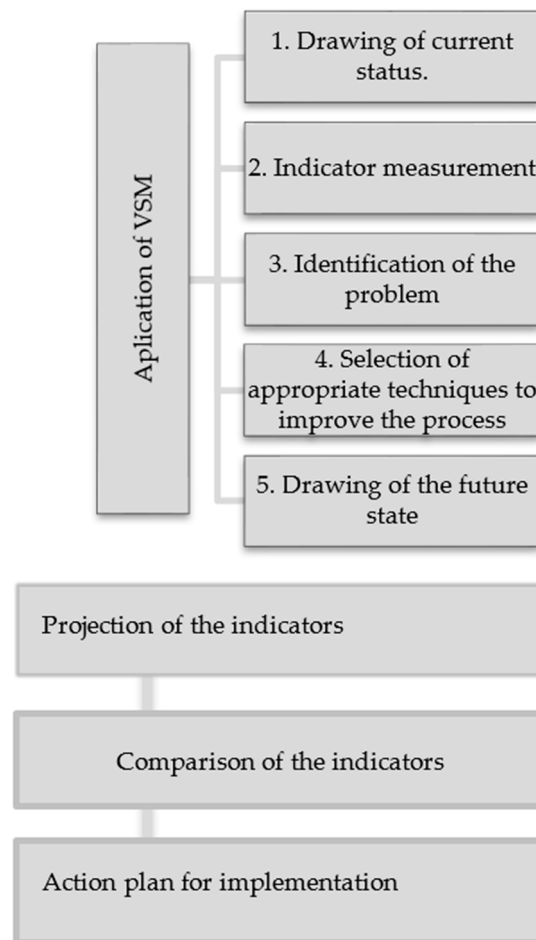 Aplication of VSM
1. Drawing of current
status.
2. Indicator measurement
3. Identification of the
problem
4. Selection of
appropriate techniques to
improve the process
5. Drawing of the future
state
Projection of the indicators
Comparison of the indicators
Action plan for implementation